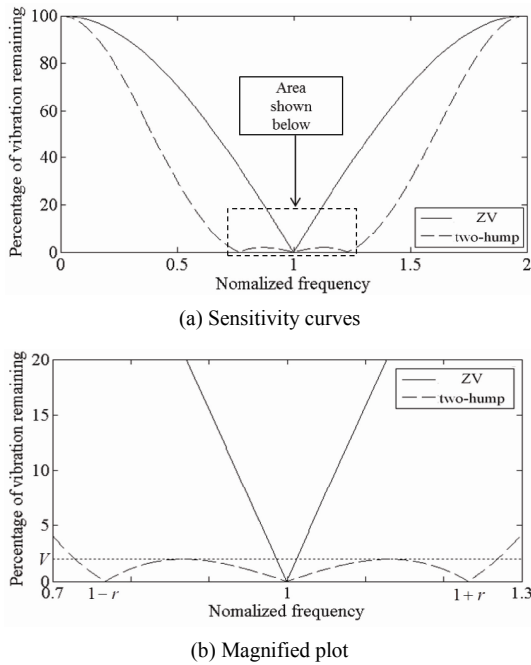 100
80
60
40
20
0
Percentage of vibration remaining
Area
shown
below
ZV
two-hump
0 0.5 1 1.5 2
Nomalized frequency
(a) Sensitivity curves
20
15
10
5
V
0
Percentage of vibration remaining
ZV
two-hump
0.7 1−r 1 1+r 1.3
Nomalized frequency
(b) Magnified plot